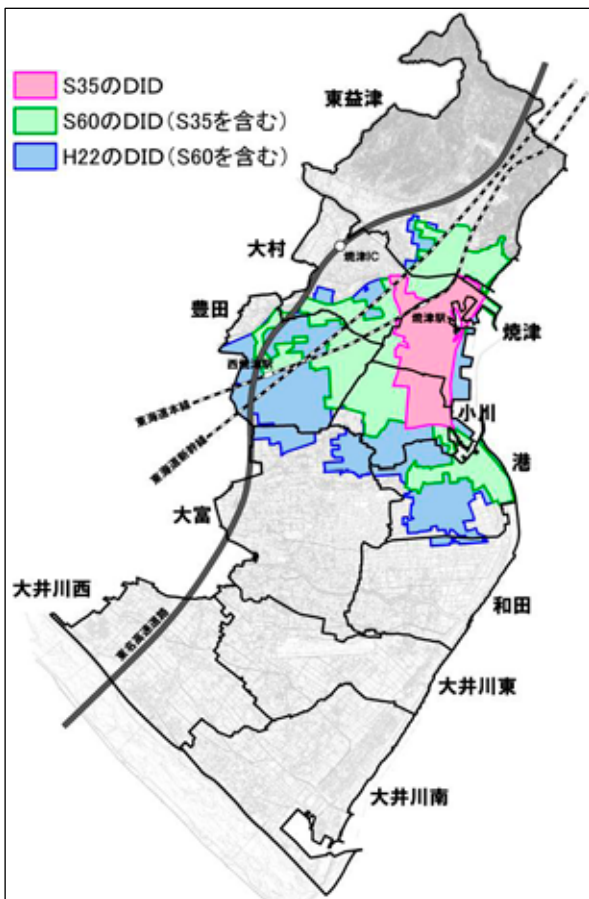 S35のDID
S60のDID(S35を含む)
H22のDID(S60を含む)
東益津
大村
焼津IC
豊田
焼津駅
焼津
西焼津駅
東海道本線
小川
東海道新幹線
港
大富
大井川西
和田
東名高速道路
大井川東
大井川南